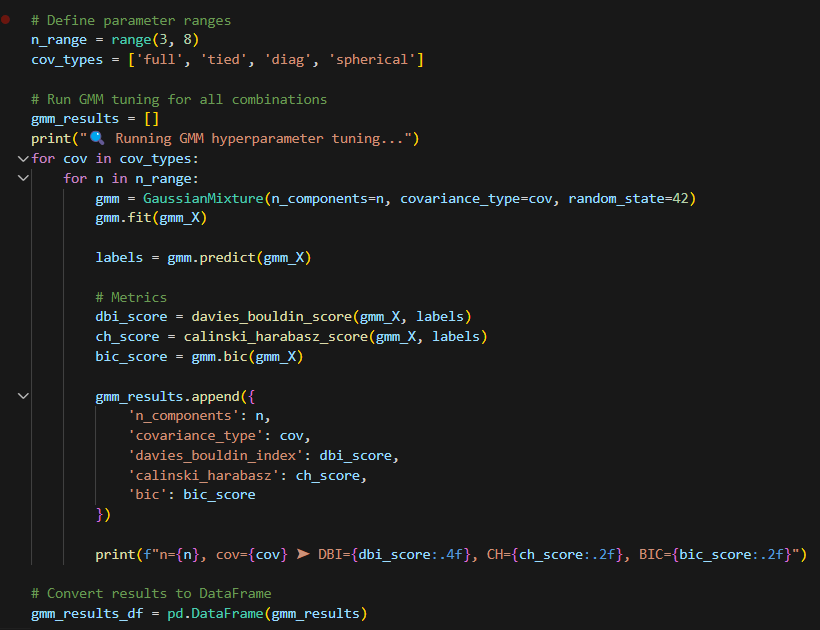 # Define parameter ranges
n_range = range(3, 8)
cov_types = ['full', 'tied', 'diag', 'spherical']
# Run GMM tuning for all combinations
gmm_results = []
print("🔍 Running GMM hyperparameter tuning...")
for cov in cov_types:
    for n in n_range:
        gmm = GaussianMixture(n_components=n, covariance_type=cov, random_state=42)
        gmm.fit(gmm_X)
        labels = gmm.predict(gmm_X)
        # Metrics
        dbi_score = davies_bouldin_score(gmm_X, labels)
        ch_score = calinski_harabasz_score(gmm_X, labels)
        bic_score = gmm.bic(gmm_X)
        gmm_results.append({
            'n_components': n,
            'covariance_type': cov,
            'davies_bouldin_index': dbi_score,
            'calinski_harabasz': ch_score,
            'bic': bic_score
        })
        print(f"n={n}, cov={cov} ➤ DBI={dbi_score:.4f}, CH={ch_score:.2f}, BIC={bic_score:.2f}")
# Convert results to DataFrame
gmm_results_df = pd.DataFrame(gmm_results)